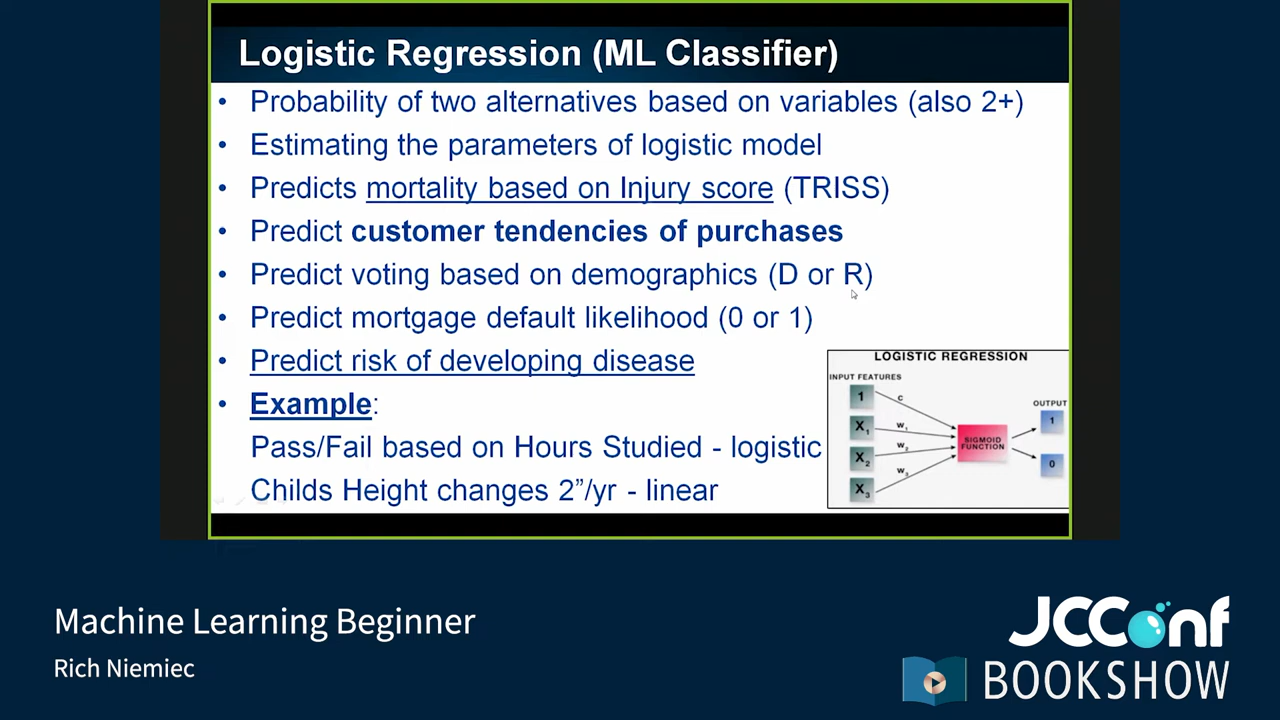 Logistic Regression (ML Classifier)
• Probability of two alternatives based on variables (also 2+)
• Estimating the parameters of logistic model
• Predicts mortality based on Injury score (TRISS)
• Predict customer tendencies of purchases
• Predict voting based on demographics (D or R)
• Predict mortgage default likelihood (0 or 1)
• Predict risk of developing disease
• Example:
Pass/Fail based on Hours Studied - logistic
Childs Height changes 2”/yr - linear
LOGISTIC REGRESSION
INPUT FEATURES
OUTPUT
1
X1
X2
X3
C
W1
W2
W3
SIGMOID
FUNCTION
1
0
Machine Learning Beginner
Rich Niemiec
JCConf
BOOKSHOW